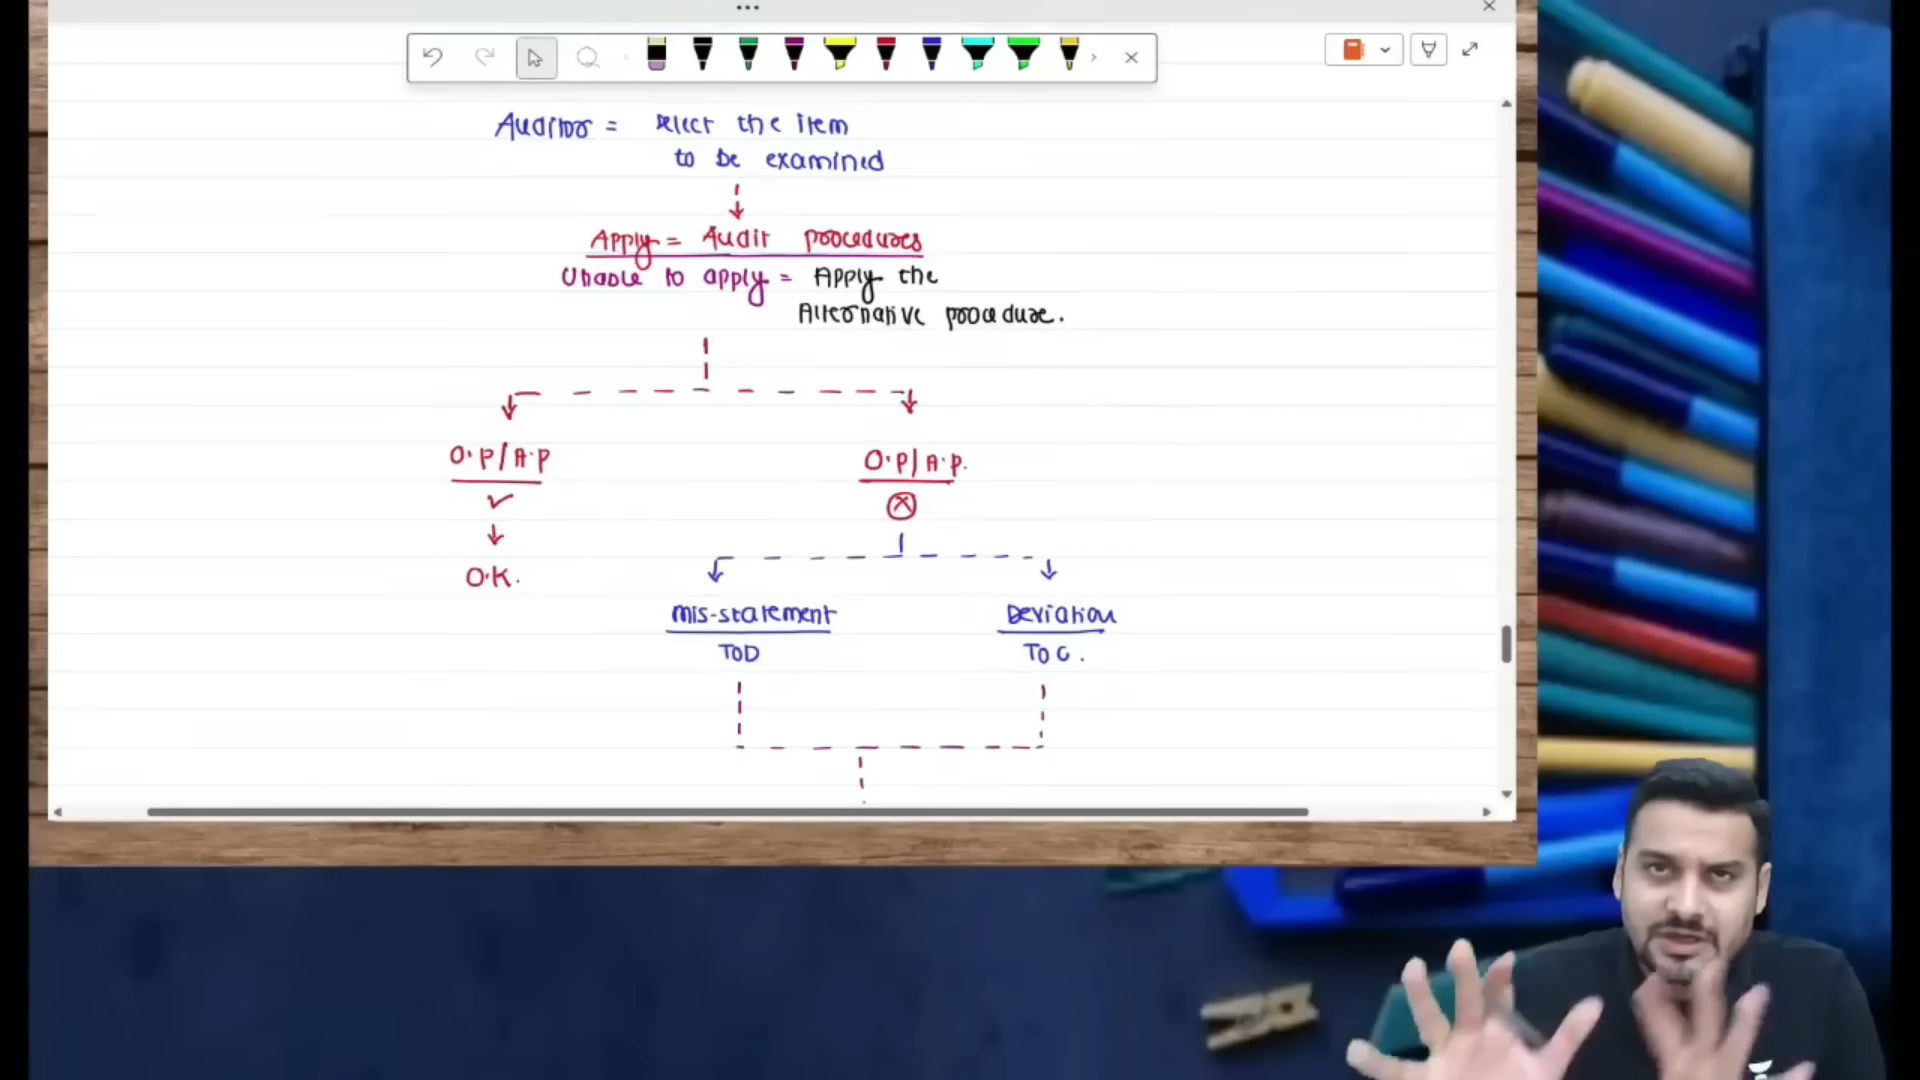 Auditor = select the item
to be examined
Apply = Audit procedures
Unable to apply = Apply the
Alternative procedure.
O.P/A.P
O.P/A.P.
O.K.
Mis-statement
Deviation
TOD
TOC.